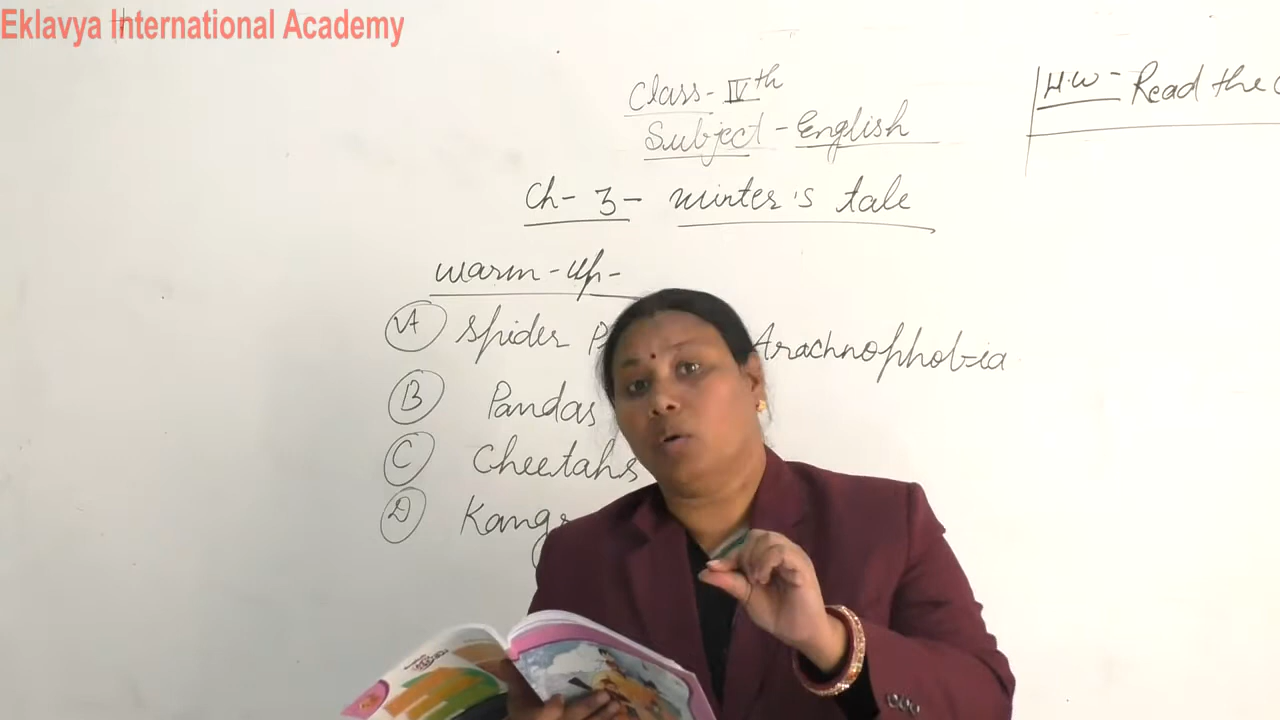 Eklavya International Academy
Class- IVth
Subject - English
H.W - Read the
Ch- 3- Winter's tale
Warm-up-
A Spider Arachnophobia
B Pandas
C Cheetahs
D